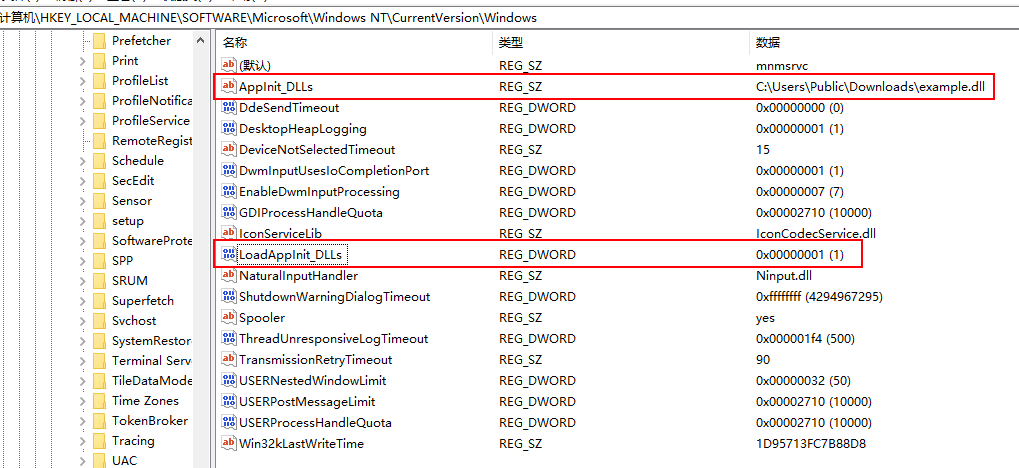 计算机\HKEY_LOCAL_MACHINE\SOFTWARE\Microsoft\Windows NT\CurrentVersion\Windows
Prefetcher
Print
ProfileList
ProfileNotifica
ProfileService
RemoteRegist
Schedule
SecEdit
Sensor
setup
SoftwareProte
SPP
SRUM
Superfetch
Svchost
SystemRestor
Terminal Serv
TileDataMode
Time Zones
TokenBroker
Tracing
UAC
名称 类型 数据
(默认) REG_SZ mnmsrvc
AppInit_DLLs REG_SZ C:\Users\Public\Downloads\example.dll
DdeSendTimeout REG_DWORD 0x00000000 (0)
DesktopHeapLogging REG_DWORD 0x00000001 (1)
DeviceNotSelectedTimeout REG_SZ 15
DwmInputUsesIoCompletionPort REG_DWORD 0x00000001 (1)
EnableDwmInputProcessing REG_DWORD 0x00000007 (7)
GDIProcessHandleQuota REG_DWORD 0x00002710 (10000)
IconServiceLib REG_SZ IconCodecService.dll
LoadAppInit_DLLs REG_DWORD 0x00000001 (1)
NaturalInputHandler REG_SZ Ninput.dll
ShutdownWarningDialogTimeout REG_DWORD 0xffffffff (4294967295)
Spooler REG_SZ yes
ThreadUnresponsiveLogTimeout REG_DWORD 0x000001f4 (500)
TransmissionRetryTimeout REG_SZ 90
USERNestedWindowLimit REG_DWORD 0x00000032 (50)
USERPostMessageLimit REG_DWORD 0x00002710 (10000)
USERProcessHandleQuota REG_DWORD 0x00002710 (10000)
Win32kLastWriteTime REG_SZ 1D95713FC7B88D8